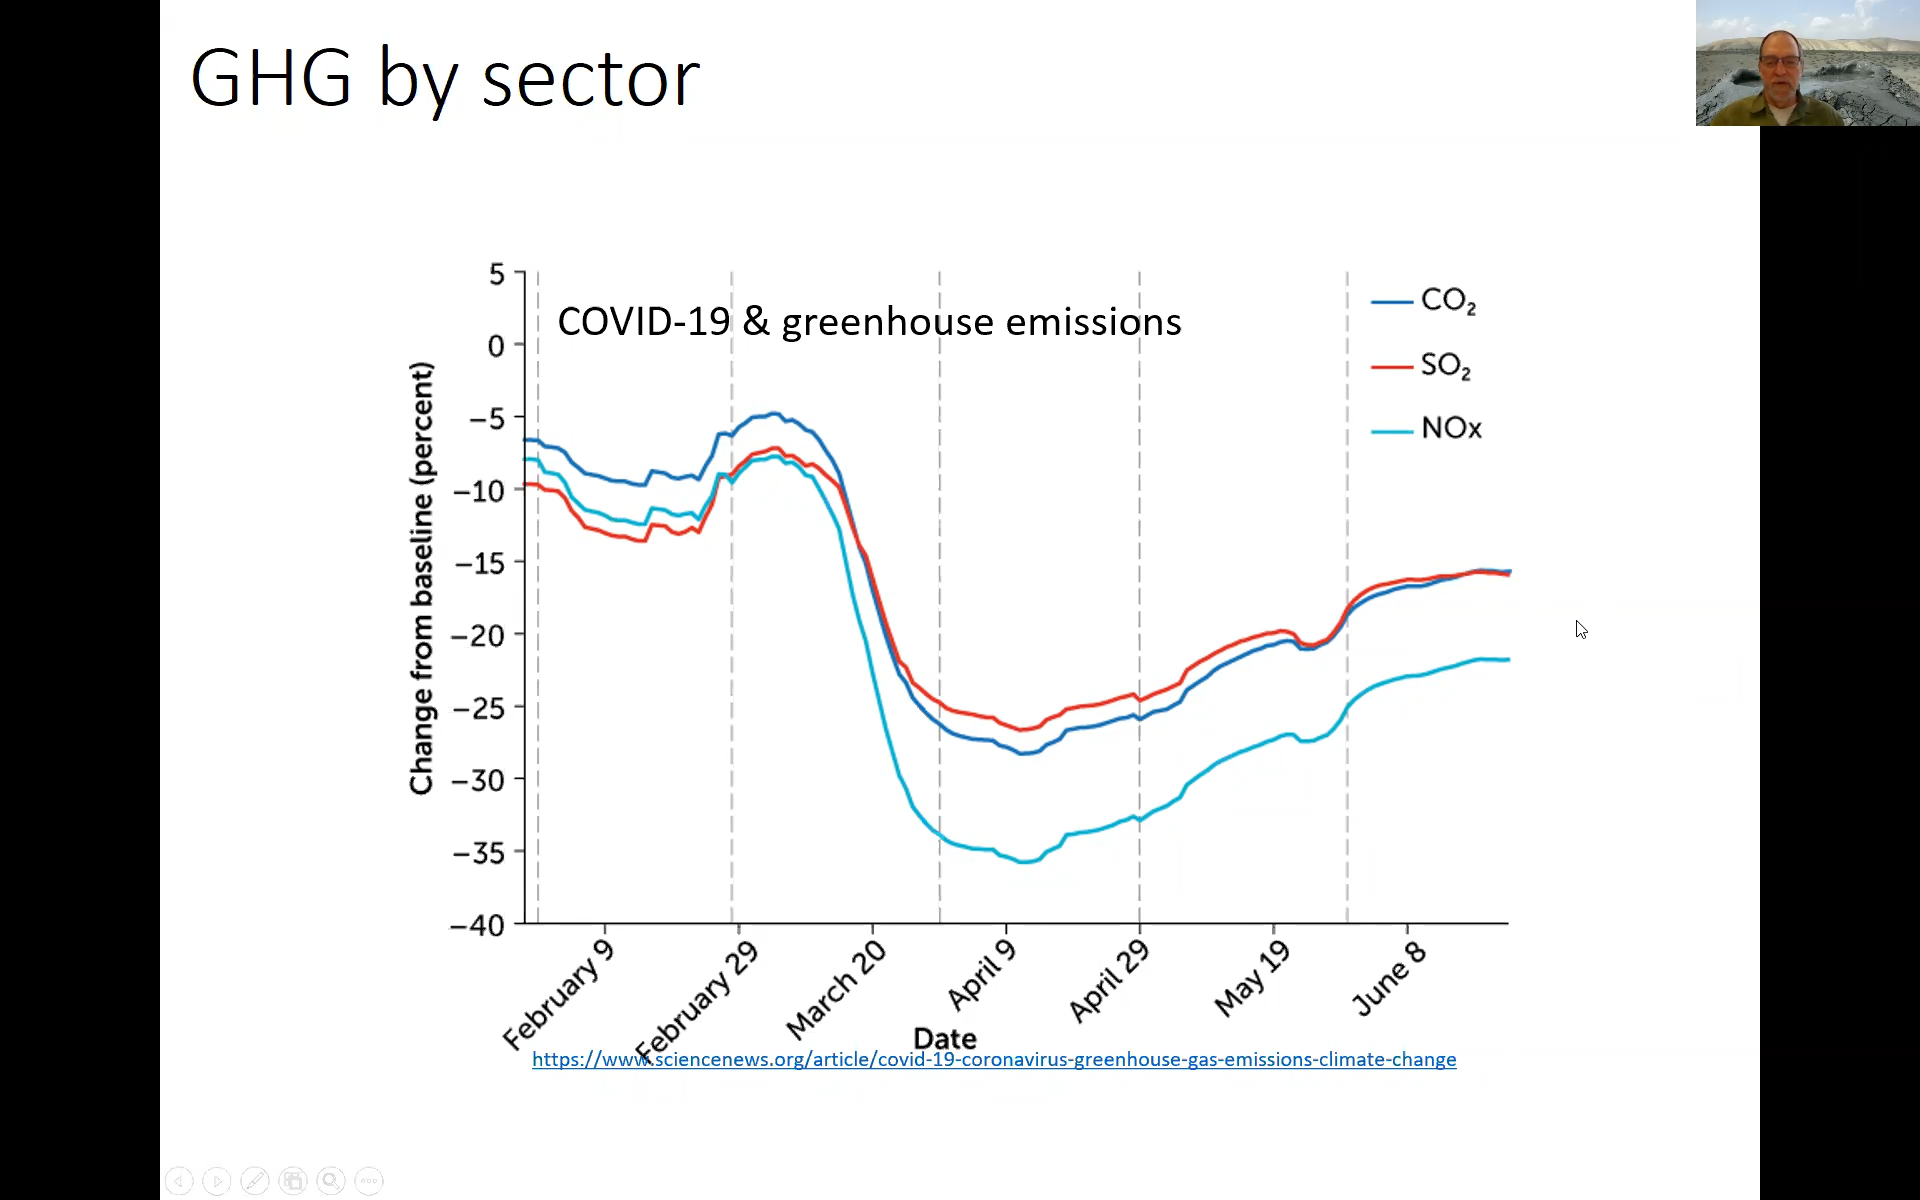 GHG by sector
COVID-19 & greenhouse emissions
5
0
−5
−10
−15
−20
−25
−30
−35
−40
Change from baseline (percent)
CO₂
SO₂
NOx
February 9
February 29
March 20
April 9
April 29
May 19
June 8
Date
https://www.sciencenews.org/article/covid-19-coronavirus-greenhouse-gas-emissions-climate-change